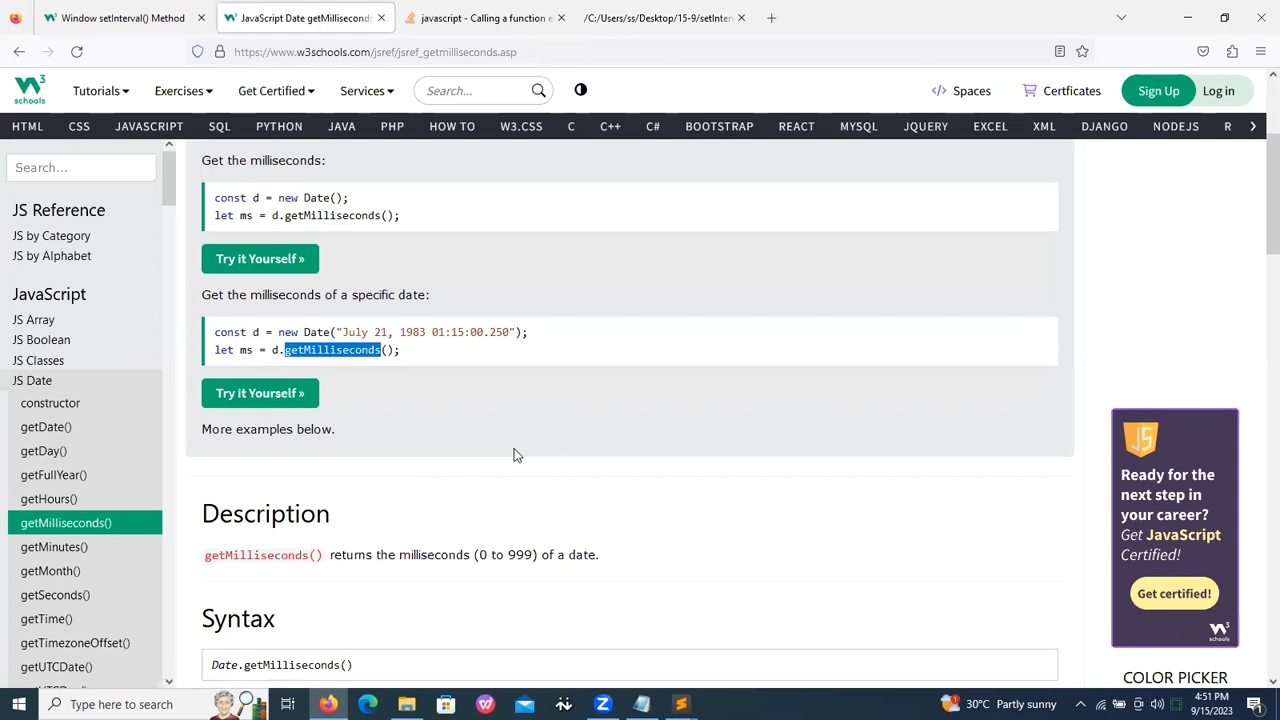 Window setInterval() Method
JavaScript Date getMilliseconds
javascript - Calling a function e
/C:/Users/ss/Desktop/15-9/setInterv
https://www.w3schools.com/jsref/jsref_getmilliseconds.asp
W3 schools
Tutorials
Exercises
Get Certified
Services
Search...
Spaces
Certficates
Sign Up
Log in
HTML CSS JAVASCRIPT SQL PYTHON JAVA PHP HOW TO W3.CSS C C++ C# BOOTSTRAP REACT MYSQL JQUERY EXCEL XML DJANGO NODEJS R
Search...
JS Reference
JS by Category
JS by Alphabet
JavaScript
JS Array
JS Boolean
JS Classes
JS Date
constructor
getDate()
getDay()
getFullYear()
getHours()
getMilliseconds()
getMinutes()
getMonth()
getSeconds()
getTime()
getTimezoneOffset()
getUTCDate()
Get the milliseconds:
const d = new Date();
let ms = d.getMilliseconds();
Try it Yourself »
Get the milliseconds of a specific date:
const d = new Date("July 21, 1983 01:15:00.250");
let ms = d.getMilliseconds();
Try it Yourself »
More examples below.
Description
getMilliseconds() returns the milliseconds (0 to 999) of a date.
Syntax
Date.getMilliseconds()
JS
Ready for the
next step in
your career?
Get JavaScript
Certified!
Get certified!
W3 schools
COLOR PICKER
Type here to search
30°C Partly sunny
4:51 PM
9/15/2023